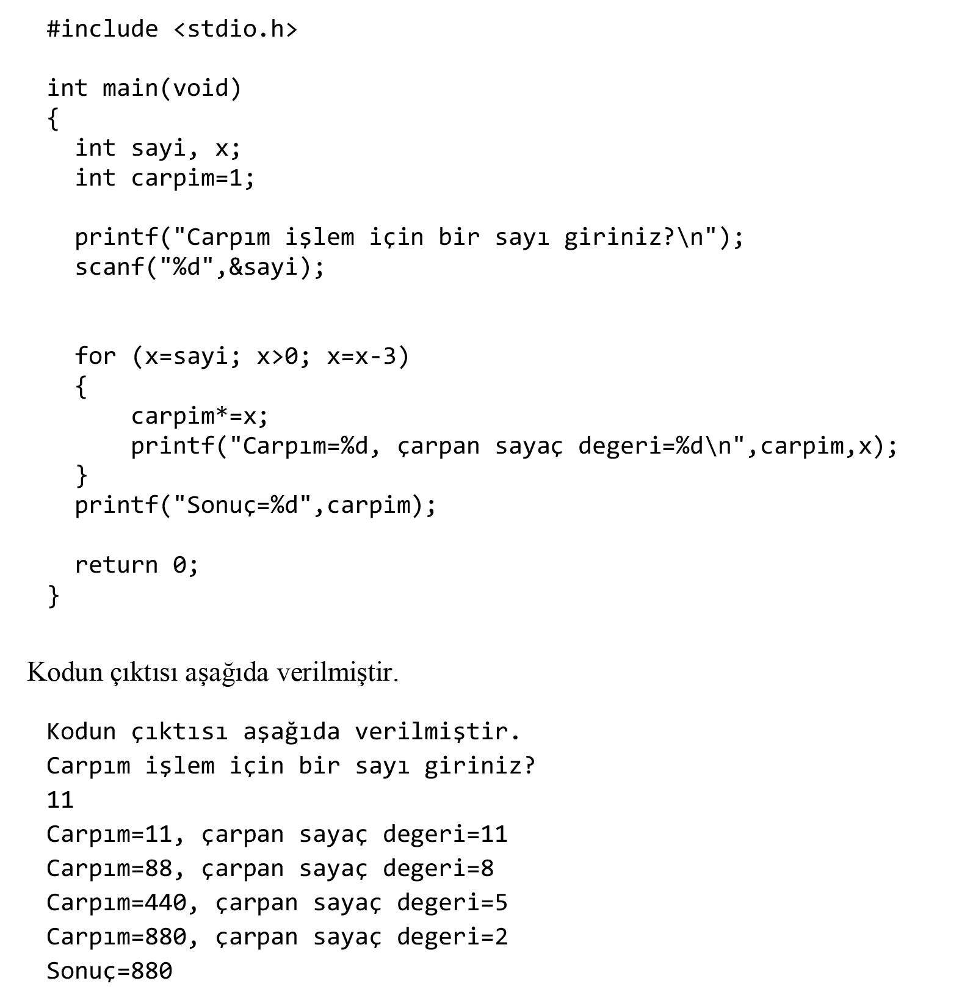 #include <stdio.h>
int main(void)
{
int sayi, x;
int carpim=1;
printf("Carpım işlem için bir sayı giriniz?\n");
scanf("%d",&sayi);
for (x=sayi; x>0; x=x-3)
{
carpim*=x;
printf("Carpım=%d, çarpan sayaç degeri=%d\n",carpim,x);
}
printf("Sonuç=%d",carpim);
return 0;
}
Kodun çıktısı aşağıda verilmiştir.
Kodun çıktısı aşağıda verilmiştir.
Carpım işlem için bir sayı giriniz?
11
Carpım=11, çarpan sayaç degeri=11
Carpım=88, çarpan sayaç degeri=8
Carpım=440, çarpan sayaç degeri=5
Carpım=880, çarpan sayaç degeri=2
Sonuç=880